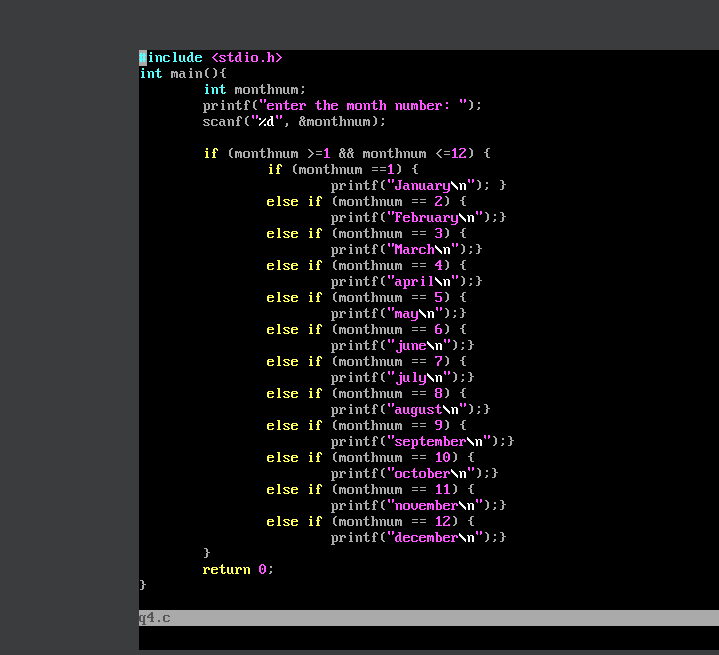 #include <stdio.h>
int main(){
        int monthnum;
        printf("enter the month number: ");
        scanf("%d", &monthnum);

        if (monthnum >=1 && monthnum <=12) {
                if (monthnum ==1) {
                        printf("January\n"); }
                else if (monthnum == 2) {
                        printf("February\n");}
                else if (monthnum == 3) {
                        printf("March\n");}
                else if (monthnum == 4) {
                        printf("april\n");}
                else if (monthnum == 5) {
                        printf("may\n");}
                else if (monthnum == 6) {
                        printf("june\n");}
                else if (monthnum == 7) {
                        printf("july\n");}
                else if (monthnum == 8) {
                        printf("august\n");}
                else if (monthnum == 9) {
                        printf("september\n");}
                else if (monthnum == 10) {
                        printf("october\n");}
                else if (monthnum == 11) {
                        printf("november\n");}
                else if (monthnum == 12) {
                        printf("december\n");}
        }
        return 0;
}
q4.c